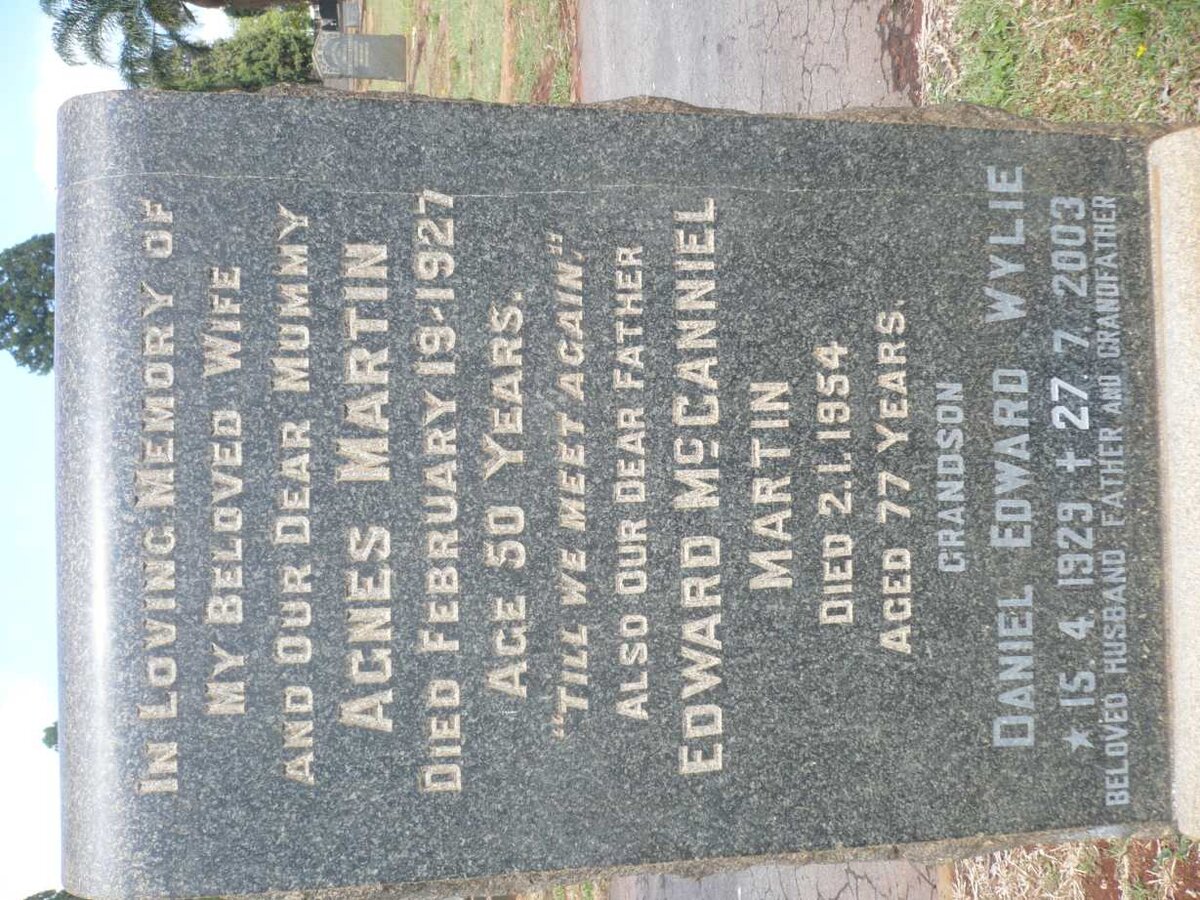 IN LOVING MEMORY OF
MY BELOVED WIFE
AND OUR DEAR MUMMY
AGNES MARTIN
DIED FEBRUARY 19·1927
AGE 50 YEARS.
"TILL WE MEET AGAIN,"
ALSO OUR DEAR FATHER
EDWARD McCANNIEL
MARTIN
DIED 2.1.1954
AGED 77 YEARS.
GRANDSON
DANIEL EDWARD WYLIE
★ 15. 4. 1929 + 27. 7. 2003
BELOVED HUSBAND FATHER AND GRANDFATHER